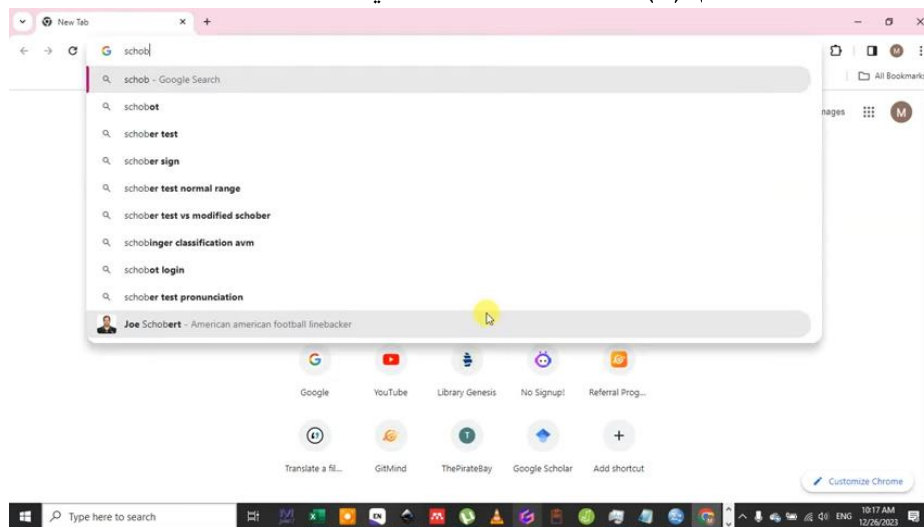 New Tab
schob
All Bookmarks
schob - Google Search
schobot
nages
M
schober test
schober sign
schober test normal range
schober test vs modified schober
schobinger classification avm
schobot login
schober test pronunciation
Joe Schobert - American american football linebacker
Google YouTube Library Genesis No Signup! Referral Prog...
Translate a fil... GitMind ThePirateBay Google Scholar Add shortcut
Customize Chrome
Type here to search
ENG
10:17 AM
12/26/2023